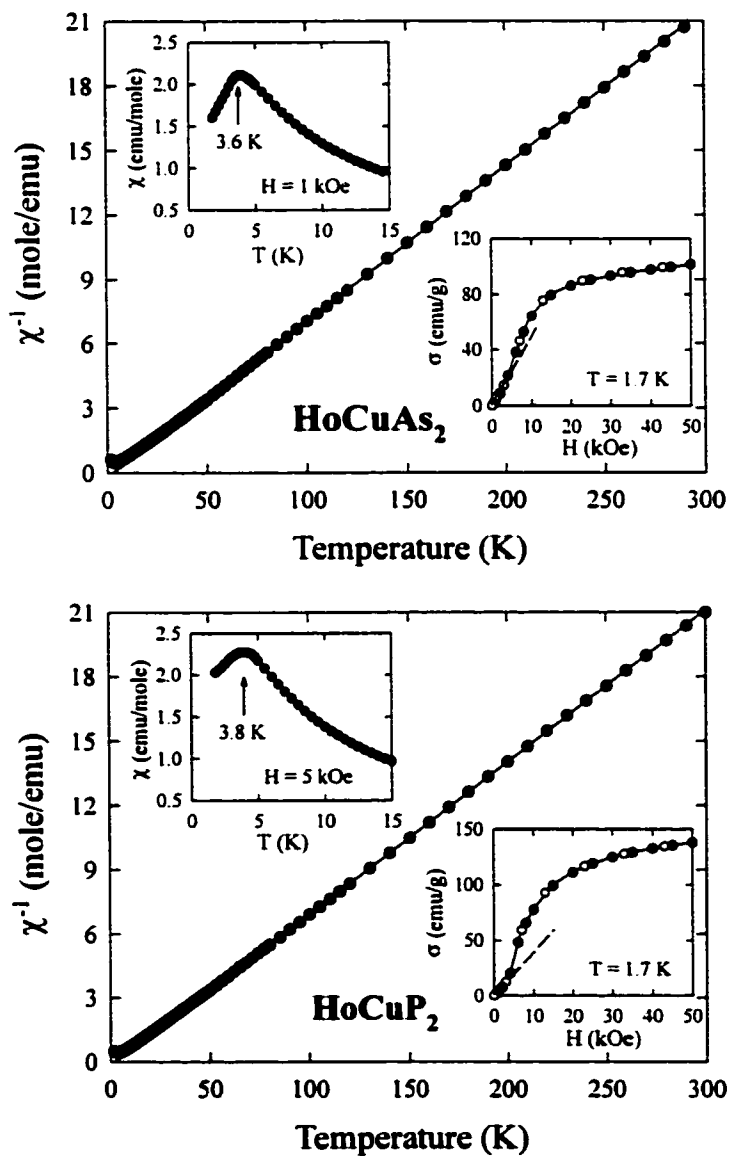 21
18
15
12
9
6
3
0
χ⁻¹ (mole/emu)
2.5
2.0
1.5
1.0
0.5
χ (emu/mole)
3.6 K
H = 1 kOe
0 5 10 15
T (K)
120
80
40
0
σ (emu/g)
T = 1.7 K
0 10 20 30 40 50
H (kOe)
HoCuAs₂
0 50 100 150 200 250 300
Temperature (K)
21
18
15
12
9
6
3
0
χ⁻¹ (mole/emu)
2.5
2.0
1.5
1.0
0.5
χ (emu/mole)
3.8 K
H = 5 kOe
0 5 10 15
T (K)
150
100
50
0
σ (emu/g)
T = 1.7 K
0 10 20 30 40 50
H (kOe)
HoCuP₂
0 50 100 150 200 250 300
Temperature (K)